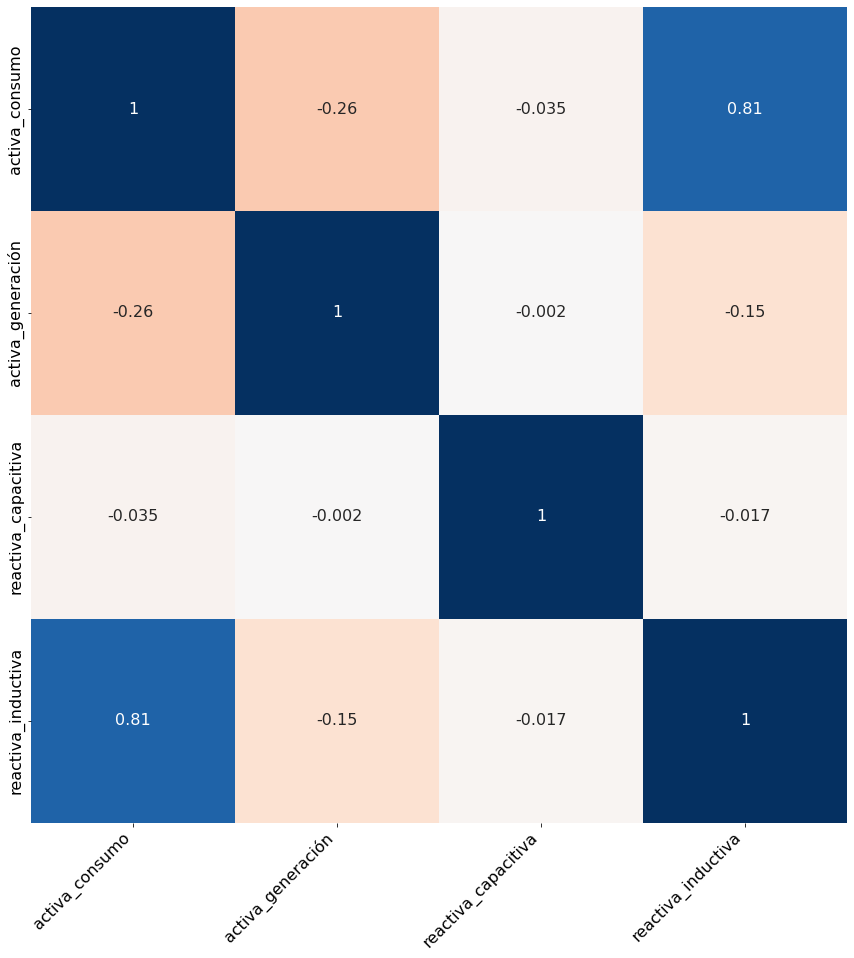 activa_consumo
1
-0.26
-0.035
0.81
activa_generación
-0.26
1
-0.002
-0.15
reactiva_capacitiva
-0.035
-0.002
1
-0.017
reactiva_inductiva
0.81
-0.15
-0.017
1
activa_consumo
activa_generación
reactiva_capacitiva
reactiva_inductiva